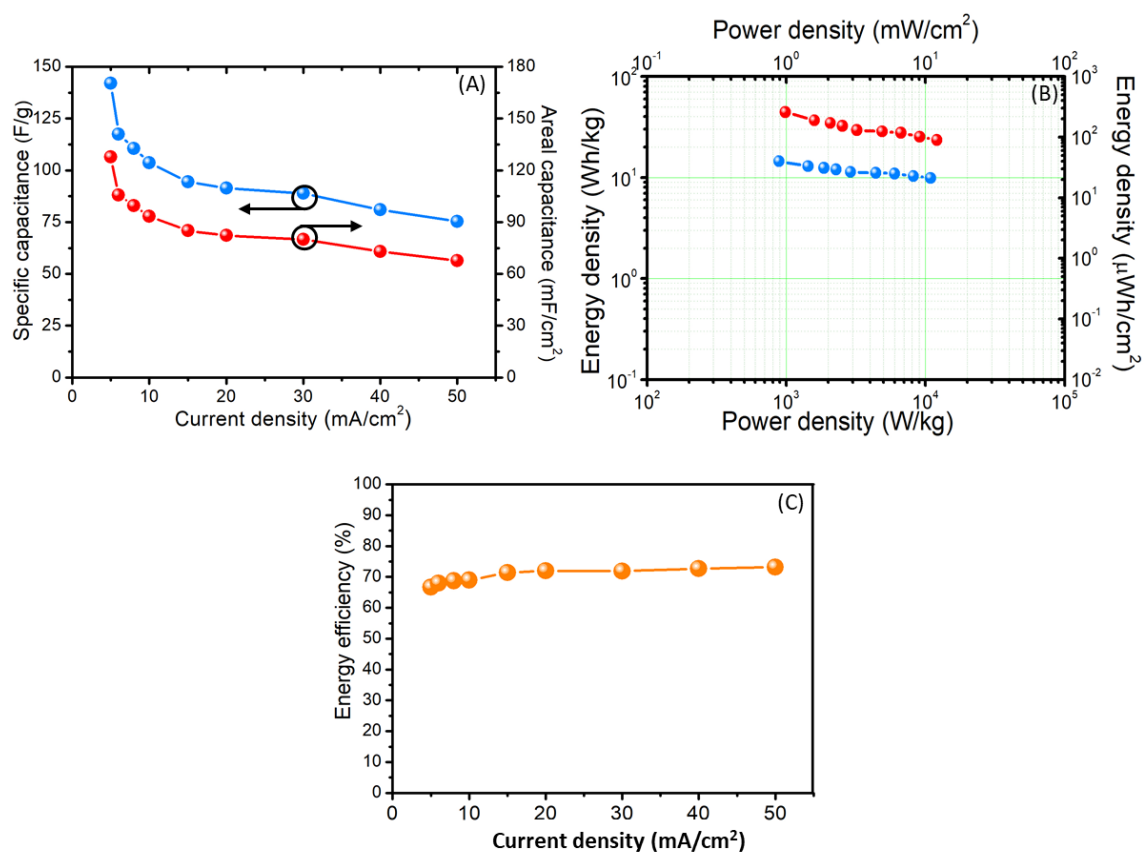 (A)
Specific capacitance (F/g)
150
125
100
75
50
25
0
180
150
120
90
60
30
0
Areal capacitance (mF/cm²)
0 10 20 30 40 50
Current density (mA/cm²)
Power density (mW/cm²)
10⁻¹ 10⁰ 10¹ 10²
(B)
Energy density (Wh/kg)
10²
10¹
10⁰
10⁻¹
10³
10²
10¹
10⁰
10⁻¹
10⁻²
Energy density (μWh/cm²)
10² 10³ 10⁴ 10⁵
Power density (W/kg)
(C)
Energy efficiency (%)
100
90
80
70
60
50
40
30
20
10
0
0 10 20 30 40 50
Current density (mA/cm²)